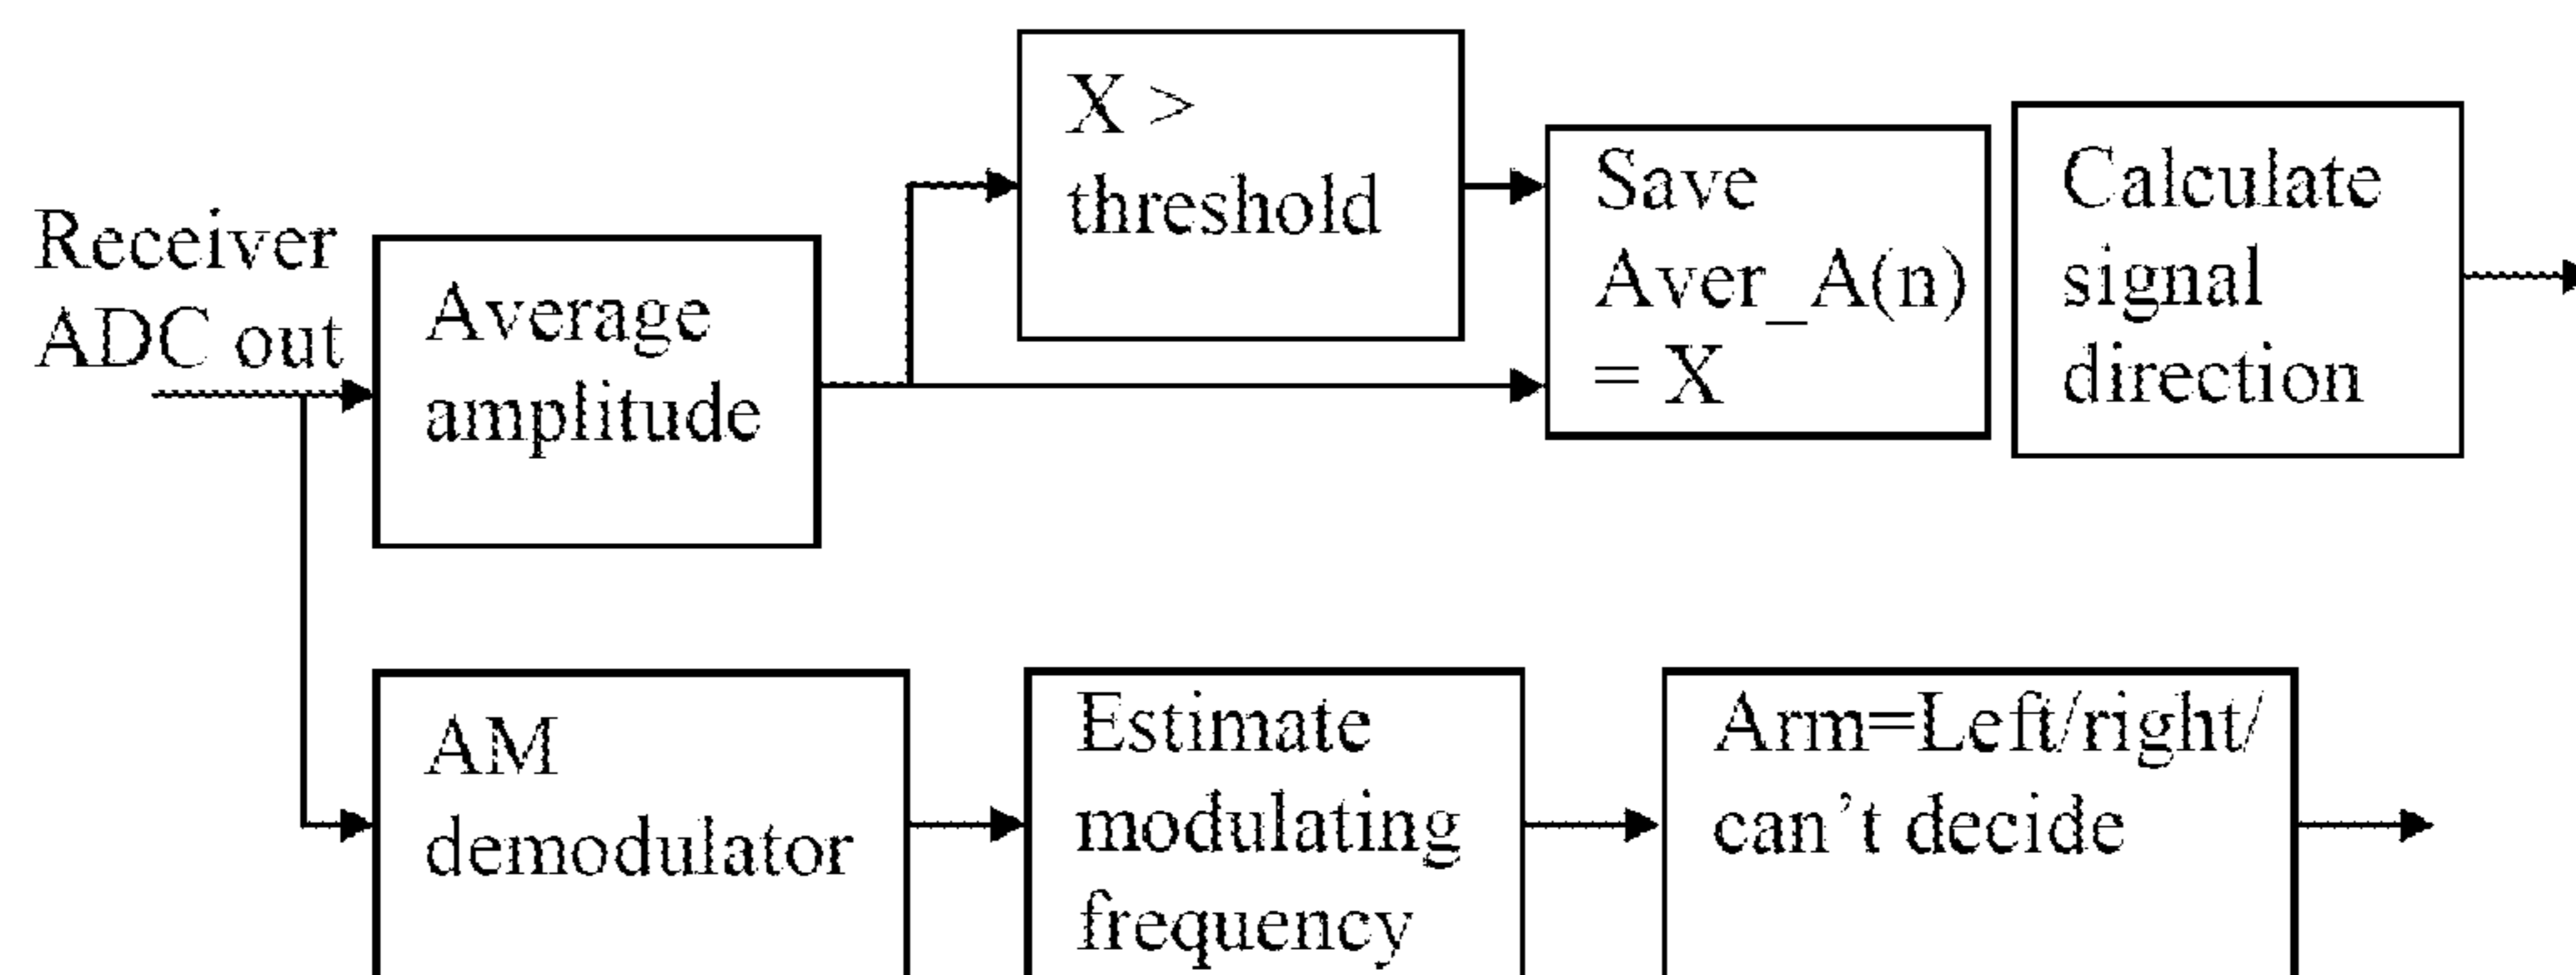 Receiver
ADC out
Average
amplitude
X >
threshold
Save
Aver_A(n)
= X
Calculate
signal
direction
AM
demodulator
Estimate
modulating
frequency
Arm=Left/right/
can't decide